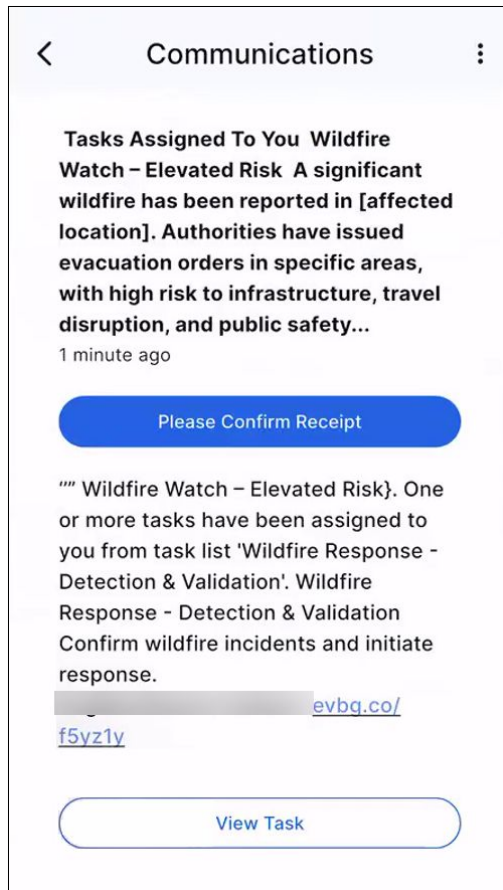 Communications
Tasks Assigned To You Wildfire
Watch – Elevated Risk A significant
wildfire has been reported in [affected
location]. Authorities have issued
evacuation orders in specific areas,
with high risk to infrastructure, travel
disruption, and public safety...
1 minute ago
Please Confirm Receipt
"” Wildfire Watch – Elevated Risk}. One
or more tasks have been assigned to
you from task list 'Wildfire Response -
Detection & Validation'. Wildfire
Response - Detection & Validation
Confirm wildfire incidents and initiate
response.
evbg.co/
f5yz1y
View Task